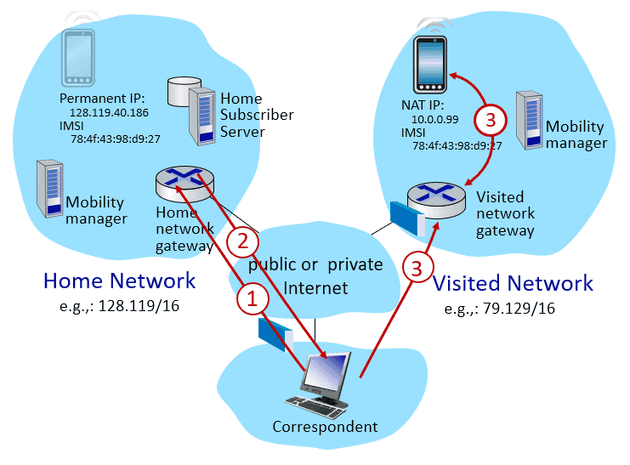 Permanent IP:
128.119.40.186
IMSI
78:4f:43:98:d9:27
Home
Subscriber
Server
Mobility
manager
Home
network
gateway
Home Network
e.g.,: 128.119/16
NAT IP:
10.0.0.99
IMSI
78:4f:43:98:d9:27
3
Mobility
manager
Visited
network
gateway
Visited Network
e.g.,: 79.129/16
2
public or private
Internet
3
1
Correspondent